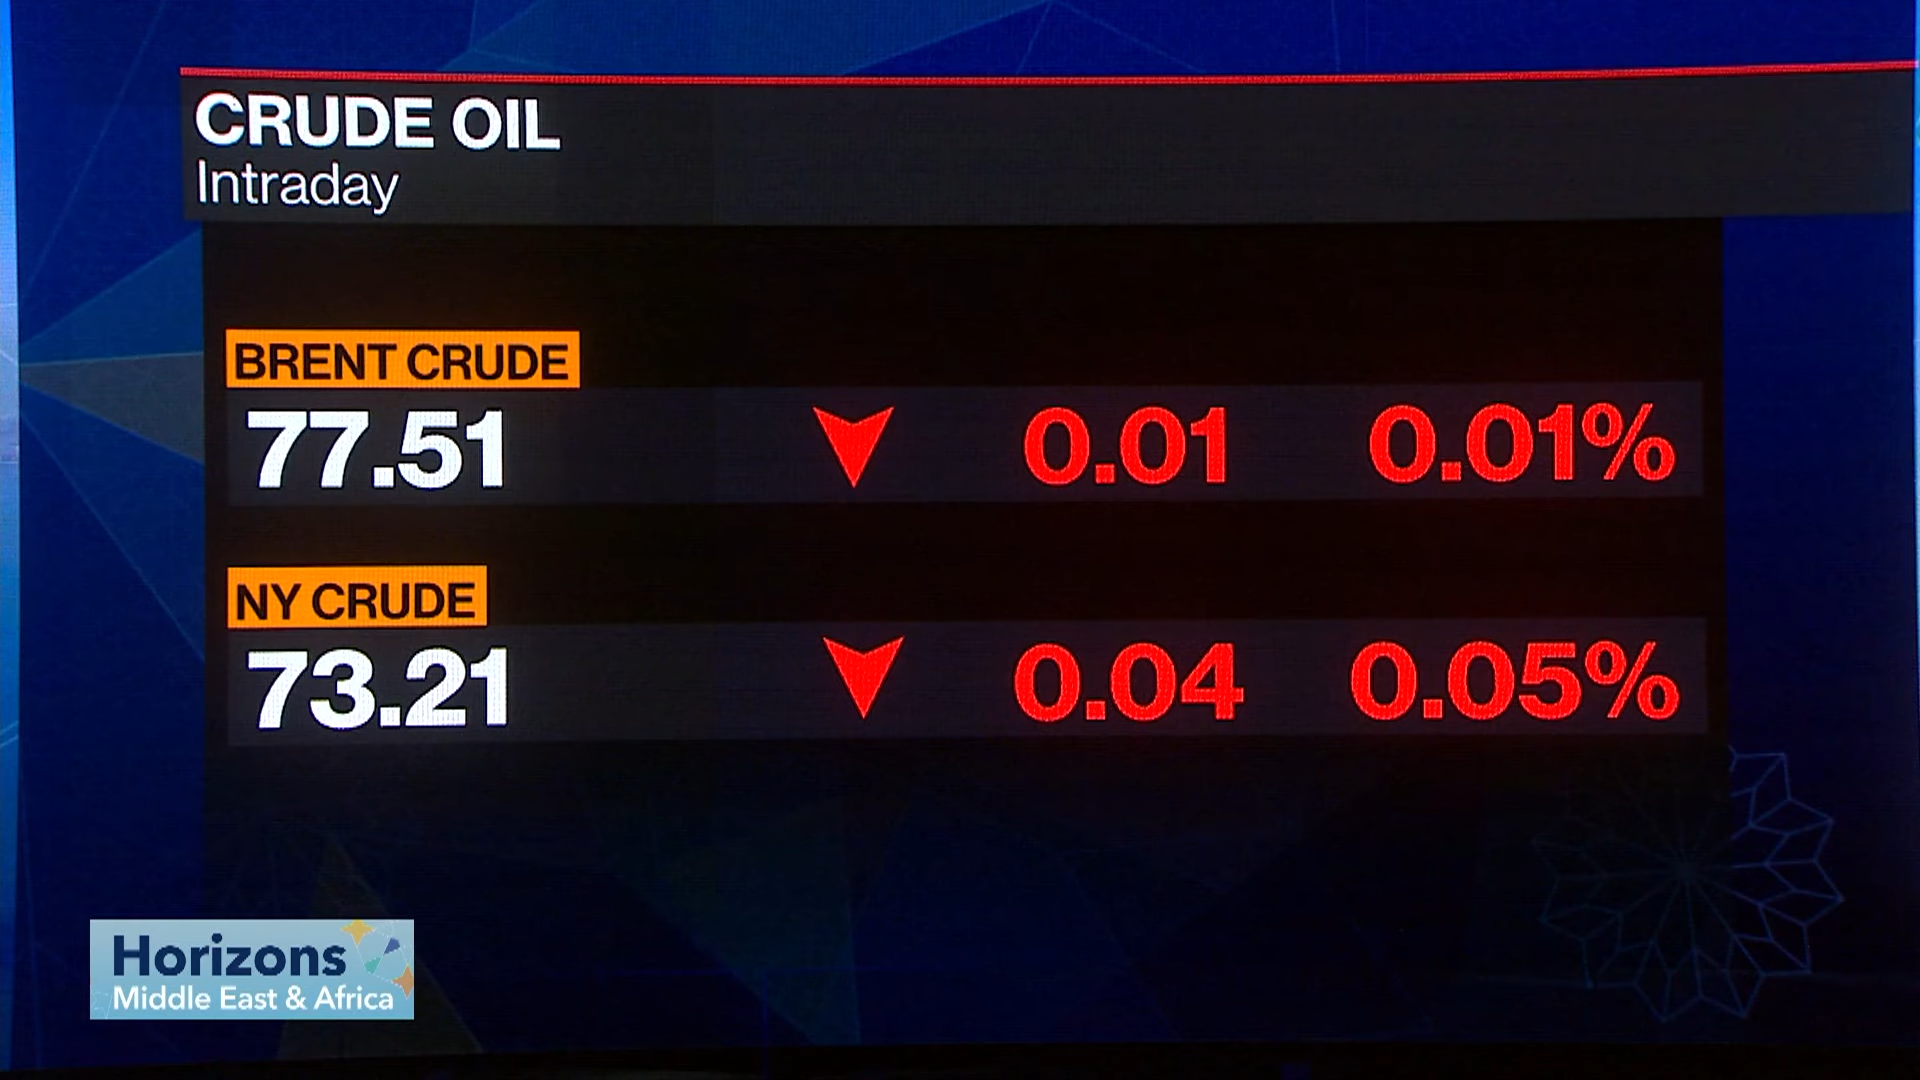 CRUDE OIL
Intraday
BRENT CRUDE
77.51 0.01 0.01%
NY CRUDE
73.21 0.04 0.05%
Horizons
Middle East & Africa